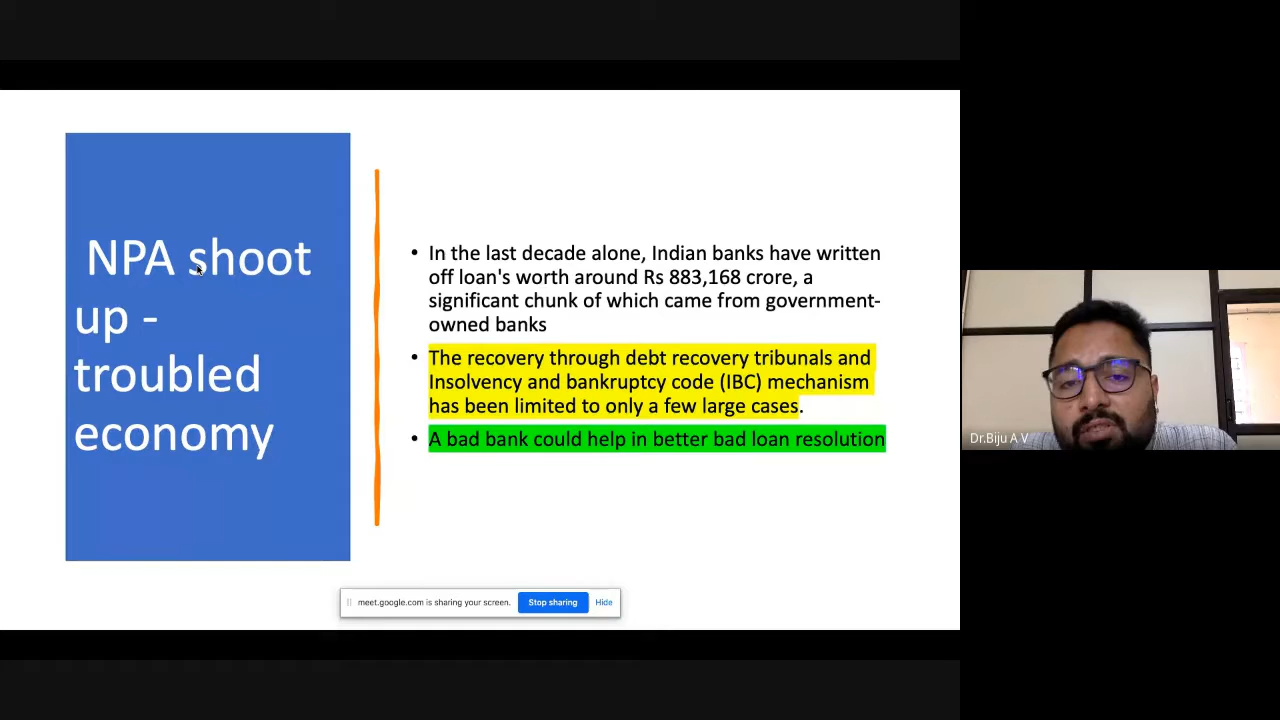 NPA shoot
up -
troubled
economy
• In the last decade alone, Indian banks have written
off loan's worth around Rs 883,168 crore, a
significant chunk of which came from government-
owned banks
• The recovery through debt recovery tribunals and
Insolvency and bankruptcy code (IBC) mechanism
has been limited to only a few large cases.
• A bad bank could help in better bad loan resolution
meet.google.com is sharing your screen. Stop sharing Hide
Dr.Biju A V